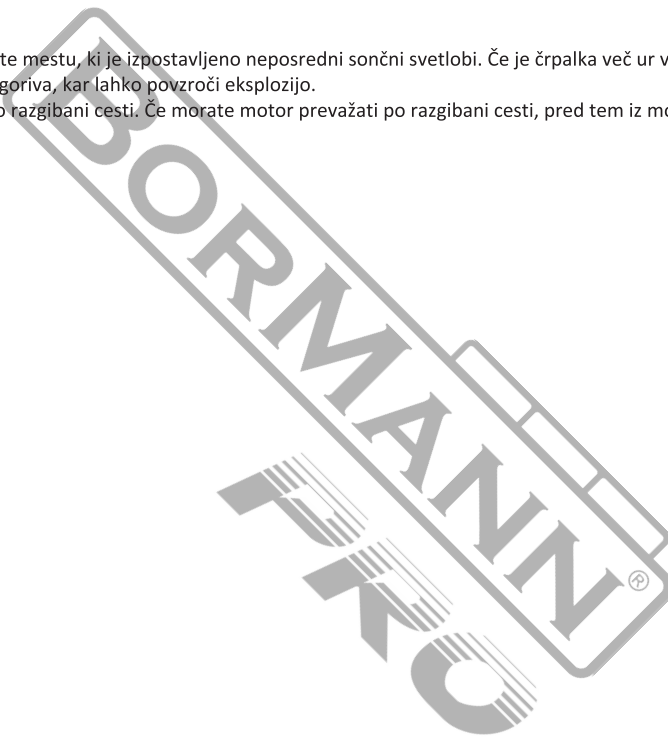 te mestu, ki je izpostavljeno neposredni sončni svetlobi. Če je črpalka več ur v
goriva, kar lahko povzroči eksplozijo.
o razgibani cesti. Če morate motor prevažati po razgibani cesti, pred tem iz mo
BORMANN®
PRO